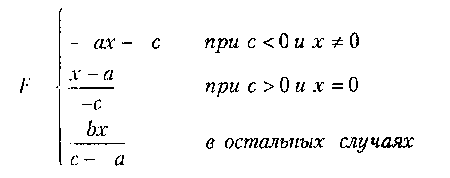 - ax - c при c < 0 и x ≠ 0
F
x - a
-c при c > 0 и x = 0
bx
c - a в остальных случаях